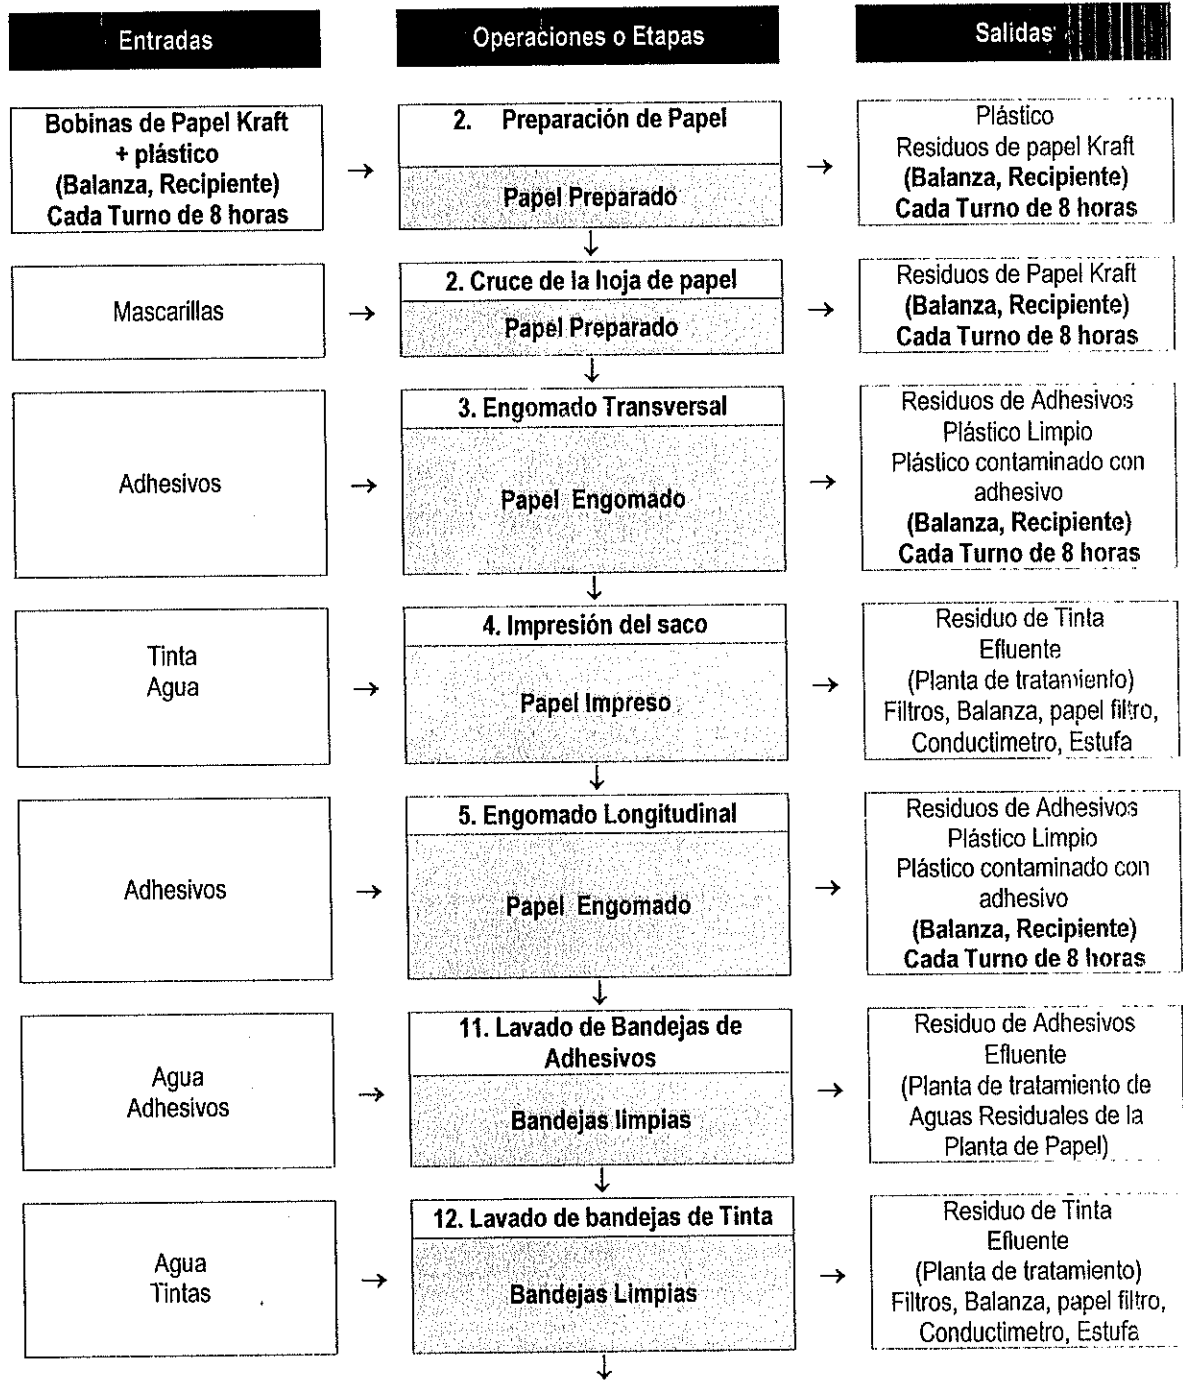 Entradas
Operaciones o Etapas
Salidas
Bobinas de Papel Kraft
+ plástico
(Balanza, Recipiente)
Cada Turno de 8 horas
→
2. Preparación de Papel
Papel Preparado
→
Plástico
Residuos de papel Kraft
(Balanza, Recipiente)
Cada Turno de 8 horas
↓
Mascarillas
→
2. Cruce de la hoja de papel
Papel Preparado
→
Residuos de Papel Kraft
(Balanza, Recipiente)
Cada Turno de 8 horas
↓
Adhesivos
→
3. Engomado Transversal
Papel Engomado
→
Residuos de Adhesivos
Plástico Limpio
Plástico contaminado con
adhesivo
(Balanza, Recipiente)
Cada Turno de 8 horas
↓
Tinta
Agua
→
4. Impresión del saco
Papel Impreso
→
Residuo de Tinta
Efluente
(Planta de tratamiento)
Filtros, Balanza, papel filtro,
Conductimetro, Estufa
↓
Adhesivos
→
5. Engomado Longitudinal
Papel Engomado
→
Residuos de Adhesivos
Plástico Limpio
Plástico contaminado con
adhesivo
(Balanza, Recipiente)
Cada Turno de 8 horas
↓
Agua
Adhesivos
→
11. Lavado de Bandejas de
Adhesivos
Bandejas limpias
→
Residuo de Adhesivos
Efluente
(Planta de tratamiento de
Aguas Residuales de la
Planta de Papel)
↓
Agua
Tintas
→
12. Lavado de bandejas de Tinta
Bandejas Limpias
→
Residuo de Tinta
Efluente
(Planta de tratamiento)
Filtros, Balanza, papel filtro,
Conductimetro, Estufa
↓